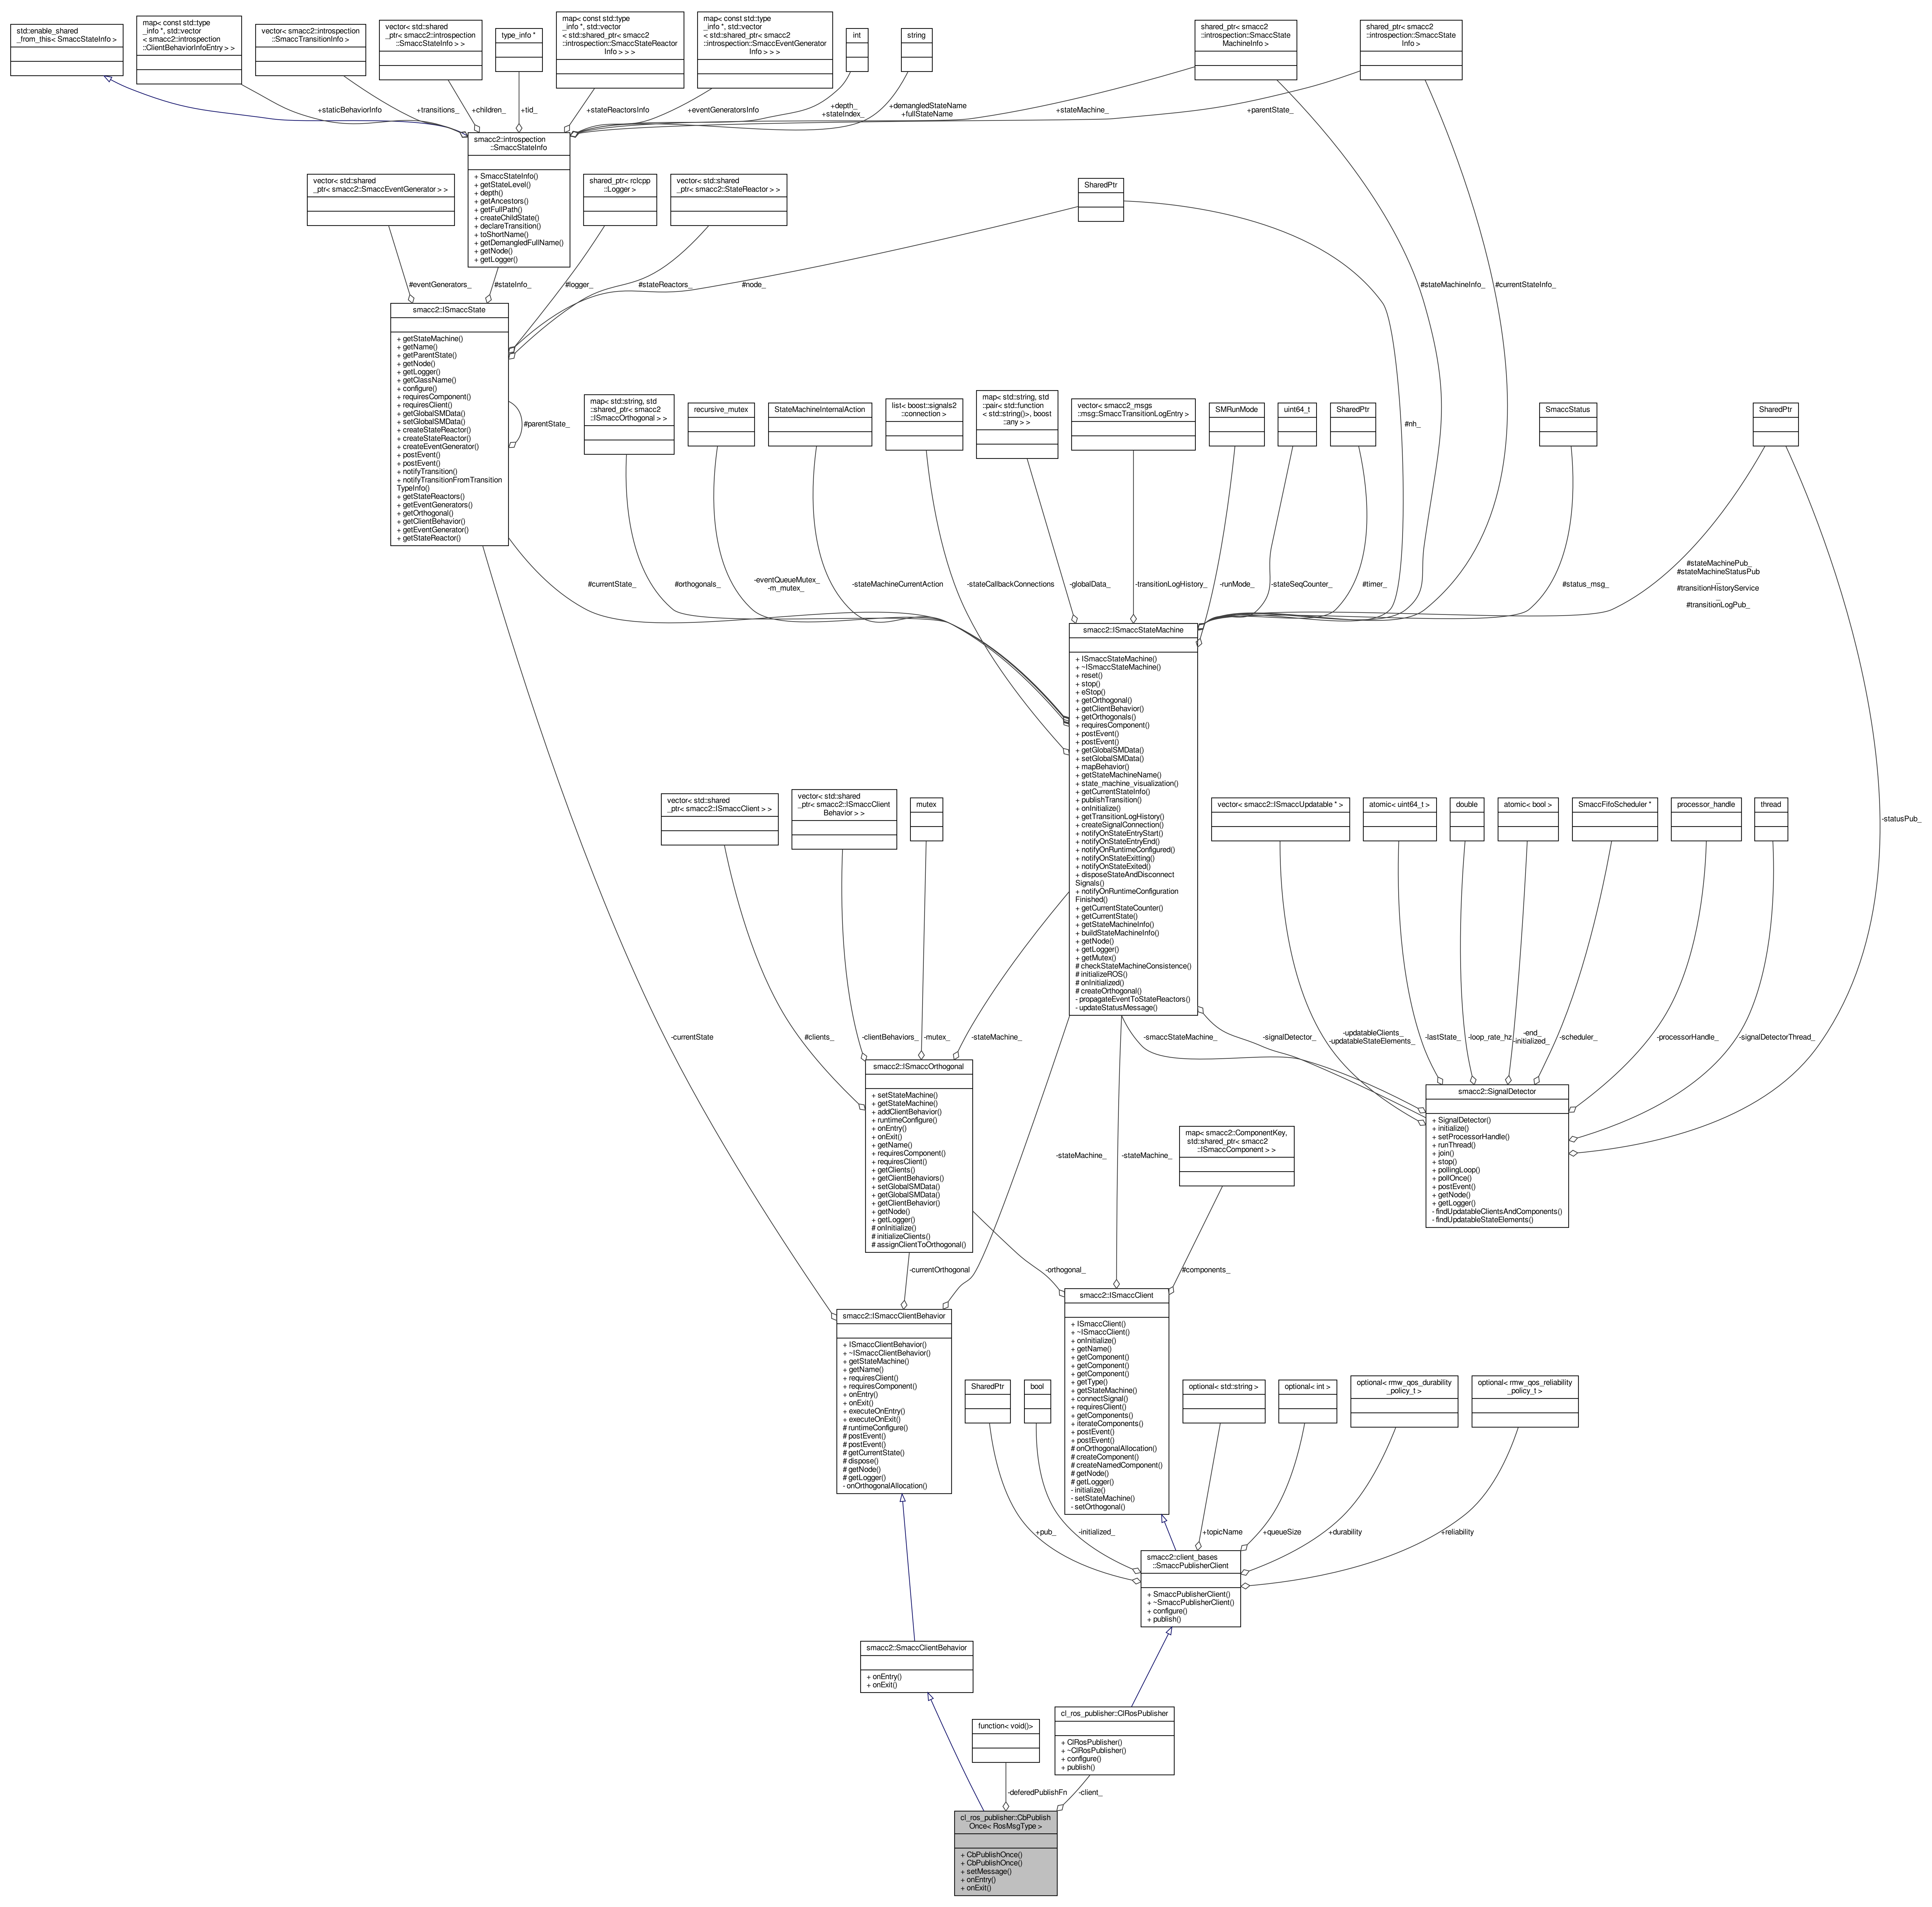 std::enable_shared
_from_this< SmaccStateInfo >
map< const std::type
_info *, std::vector
< smacc2::introspection
::ClientBehaviorInfoEntry > >
vector< smacc2::introspection
::SmaccTransitionInfo >
vector< std::shared
_ptr< smacc2::introspection
::SmaccStateInfo > >
type_info *
map< const std::type
_info *, std::vector
< std::shared_ptr< smacc2
::introspection::SmaccStateReactor
Info > > >
map< const std::type
_info *, std::vector
< std::shared_ptr< smacc2
::introspection::SmaccEventGenerator
Info > > >
int
string
shared_ptr< smacc2
::introspection::SmaccState
MachineInfo >
shared_ptr< smacc2
::introspection::SmaccState
Info >
+staticBehaviorInfo
+transitions_
+children_
+tid_
+stateReactorsInfo
+eventGeneratorsInfo
+depth_
+stateIndex_
+demangledStateName
+fullStateName
+stateMachine_
+parentState_
smacc2::introspection
::SmaccStateInfo
+ SmaccStateInfo()
+ getStateLevel()
+ depth()
+ getAncestors()
+ getFullPath()
+ createChildState()
+ declareTransition()
+ toShortName()
+ getDemangledFullName()
+ getNode()
+ getLogger()
vector< std::shared
_ptr< smacc2::SmaccEventGenerator > >
shared_ptr< rclcpp
::Logger >
vector< std::shared
_ptr< smacc2::StateReactor > >
SharedPtr
#eventGenerators_
#stateInfo_
#logger_
#stateReactors_
#node_
#stateMachineInfo_
#currentStateInfo_
smacc2::ISmaccState
+ getStateMachine()
+ getName()
+ getParentState()
+ getNode()
+ getLogger()
+ getClassName()
+ configure()
+ requiresComponent()
+ requiresClient()
+ getGlobalSMData()
+ setGlobalSMData()
+ createStateReactor()
+ createStateReactor()
+ createEventGenerator()
+ postEvent()
+ postEvent()
+ notifyTransition()
+ notifyTransitionFromTransition
TypeInfo()
+ getStateReactors()
+ getEventGenerators()
+ getOrthogonal()
+ getClientBehavior()
+ getEventGenerator()
+ getStateReactor()
#parentState_
map< std::string, std
::shared_ptr< smacc2
::ISmaccOrthogonal > >
recursive_mutex
StateMachineInternalAction
list< boost::signals2
::connection >
map< std::string, std
::pair< std::function
< std::string()>, boost
::any > >
vector< smacc2_msgs
::msg::SmaccTransitionLogEntry >
SMRunMode
uint64_t
SharedPtr
#nh_
SmaccStatus
SharedPtr
#currentState_
#orthogonals_
-eventQueueMutex_
-m_mutex_
-stateMachineCurrentAction
-stateCallbackConnections
-globalData_
-transitionLogHistory_
-runMode_
-stateSeqCounter_
#timer_
#status_msg_
#stateMachinePub_
#stateMachineStatusPub
_
#transitionHistoryService
_
#transitionLogPub_
smacc2::ISmaccStateMachine
+ ISmaccStateMachine()
+ ~ISmaccStateMachine()
+ reset()
+ stop()
+ eStop()
+ getOrthogonal()
+ getClientBehavior()
+ getOrthogonals()
+ requiresComponent()
+ postEvent()
+ postEvent()
+ getGlobalSMData()
+ setGlobalSMData()
+ mapBehavior()
+ getStateMachineName()
+ state_machine_visualization()
+ getCurrentStateInfo()
+ publishTransition()
+ onInitialize()
+ getTransitionLogHistory()
+ createSignalConnection()
+ notifyOnStateEntryStart()
+ notifyOnStateEntryEnd()
+ notifyOnRuntimeConfigured()
+ notifyOnStateExitting()
+ notifyOnStateExited()
+ disposeStateAndDisconnect
Signals()
+ notifyOnRuntimeConfiguration
Finished()
+ getCurrentStateCounter()
+ getCurrentState()
+ getStateMachineInfo()
+ buildStateMachineInfo()
+ getNode()
+ getLogger()
+ getMutex()
# checkStateMachineConsistence()
# initializeROS()
# onInitialized()
# createOrthogonal()
- propagateEventToStateReactors()
- updateStatusMessage()
vector< std::shared
_ptr< smacc2::ISmaccClient > >
vector< std::shared
_ptr< smacc2::ISmaccClient
Behavior > >
mutex
vector< smacc2::ISmaccUpdatable * >
atomic< uint64_t >
double
atomic< bool >
SmaccFifoScheduler *
processor_handle
thread
-statusPub_
-currentState
#clients_
-clientBehaviors_
-mutex_
-stateMachine_
-smaccStateMachine_
-signalDetector_
-updatableClients_
-updatableStateElements_
-lastState_
-loop_rate_hz
-end_
-initialized_
-scheduler_
-processorHandle_
-signalDetectorThread_
smacc2::ISmaccOrthogonal
+ setStateMachine()
+ getStateMachine()
+ addClientBehavior()
+ runtimeConfigure()
+ onEntry()
+ onExit()
+ getName()
+ requiresComponent()
+ requiresClient()
+ getClients()
+ getClientBehaviors()
+ setGlobalSMData()
+ getGlobalSMData()
+ getClientBehavior()
+ getNode()
+ getLogger()
# onInitialize()
# initializeClients()
# assignClientToOrthogonal()
smacc2::SignalDetector
+ SignalDetector()
+ initialize()
+ setProcessorHandle()
+ runThread()
+ join()
+ stop()
+ pollingLoop()
+ pollOnce()
+ postEvent()
+ getNode()
+ getLogger()
- findUpdatableClientsAndComponents()
- findUpdatableStateElements()
-stateMachine_
-stateMachine_
map< smacc2::ComponentKey,
std::shared_ptr< smacc2
::ISmaccComponent > >
-currentOrthogonal
-orthogonal_
#components_
smacc2::ISmaccClientBehavior
+ ISmaccClientBehavior()
+ ~ISmaccClientBehavior()
+ getStateMachine()
+ getName()
+ requiresClient()
+ requiresComponent()
+ onEntry()
+ onExit()
+ executeOnEntry()
+ executeOnExit()
# runtimeConfigure()
# postEvent()
# postEvent()
# getCurrentState()
# dispose()
# getNode()
# getLogger()
- onOrthogonalAllocation()
smacc2::ISmaccClient
+ ISmaccClient()
+ ~ISmaccClient()
+ onInitialize()
+ getName()
+ getComponent()
+ getComponent()
+ getComponent()
+ getType()
+ getStateMachine()
+ connectSignal()
+ requiresClient()
+ getComponents()
+ iterateComponents()
+ postEvent()
+ postEvent()
# onOrthogonalAllocation()
# createComponent()
# createNamedComponent()
# getNode()
# getLogger()
- initialize()
- setStateMachine()
- setOrthogonal()
SharedPtr
bool
optional< std::string >
optional< int >
optional< rmw_qos_durability
_policy_t >
optional< rmw_qos_reliability
_policy_t >
+pub_
-initialized_
+topicName
+queueSize
+durability
+reliability
smacc2::client_bases
::SmaccPublisherClient
+ SmaccPublisherClient()
+ ~SmaccPublisherClient()
+ configure()
+ publish()
smacc2::SmaccClientBehavior
+ onEntry()
+ onExit()
function< void()>
cl_ros_publisher::ClRosPublisher
+ ClRosPublisher()
+ ~ClRosPublisher()
+ configure()
+ publish()
-deferedPublishFn
-client_
cl_ros_publisher::CbPublish
Once< RosMsgType >
+ CbPublishOnce()
+ CbPublishOnce()
+ setMessage()
+ onEntry()
+ onExit()